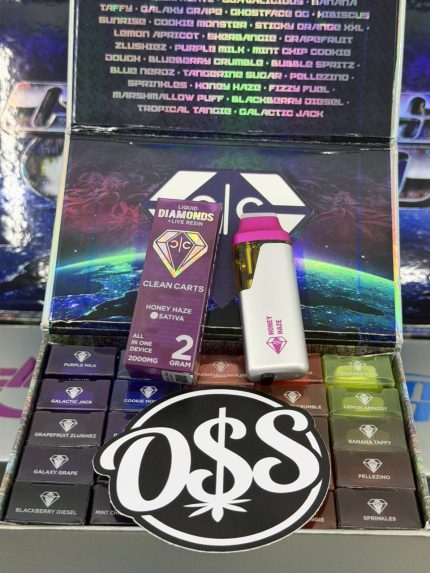 TAFFY • GALAXY GRAPE • GHOSTFACE OG • HIBISCUS
SUNRISE • COOKIE MONSTER • STICKY ORANGE XXL
LEMON APRICOT • SHERBANGIE • GRAPEFRUIT
ZLUSHIEZ • PURPLE MILK • MINT CHIP COOKIE
DOUGH • BLUEBERRY CRUMBLE • BUBBLE SPRITZ
BLUE NERDZ • TANGERINE SUGAR • PELLEZINO
SPRINKLES • HONEY HAZE • FIZZY FUEL
MARSHMALLOW PUFF • BLACKBERRY DIESEL
TROPICAL TANGIE • GALACTIC JACK
C|C
LIQUID
DIAMONDS
+ LIVE RESIN
C|C
CLEAN CARTS
HONEY HAZE
SATIVA
ALL
IN ONE
DEVICE
2000MG
2
GRAM
HONEY
HAZE
PURPLE MILK
GALACTIC JACK
GRAPEFRUIT ZLUSHIEZ
GALAXY GRAPE
BLACKBERRY DIESEL
COOKIE MO
MINT C
LEMON APRICOT
BANANA TAFFY
PELLEZINO
SPRINKLES
D$S